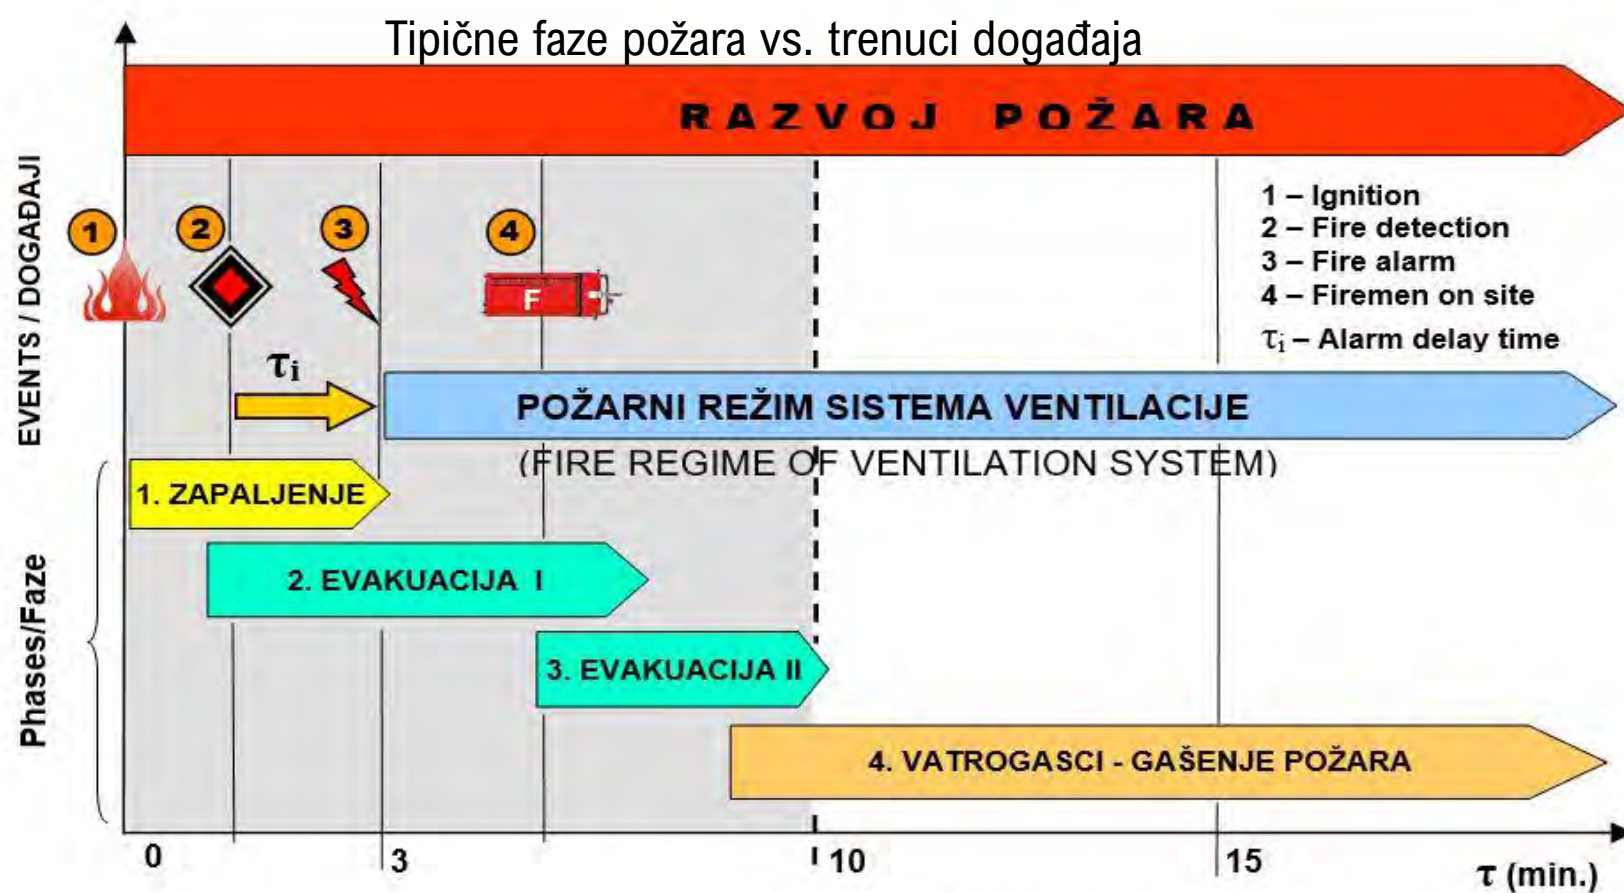 Tipične faze požara vs. trenuci događaja
RAZVOJ POŽARA
EVENTS / DOGAĐAJI
1
2
3
4
F
1 – Ignition
2 – Fire detection
3 – Fire alarm
4 – Firemen on site
τi – Alarm delay time
τi
POŽARNI REŽIM SISTEMA VENTILACIJE
(FIRE REGIME OF VENTILATION SYSTEM)
Phases/Faze
1. ZAPALJENJE
2. EVAKUACIJA I
3. EVAKUACIJA II
4. VATROGASCI - GAŠENJE POŽARA
0
3
10
15
τ (min.)